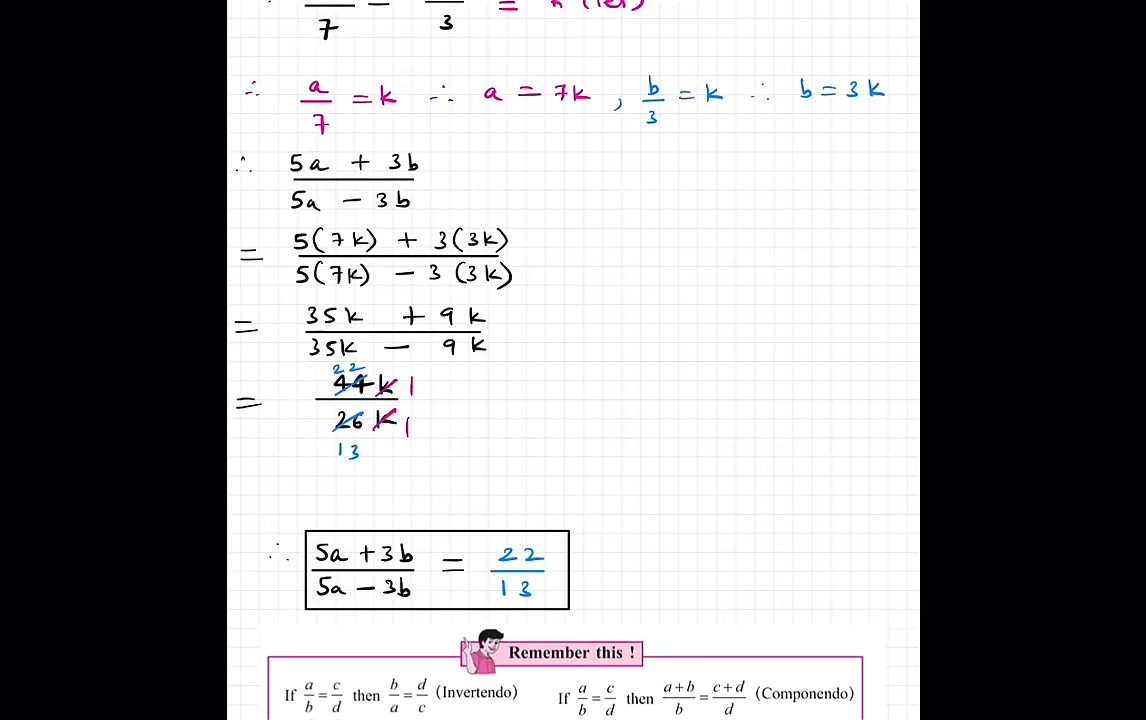 7 3
∴ a/7 = k ∴ a = 7k , b/3 = k ∴ b = 3k
∴ (5a + 3b)/(5a - 3b)
= (5(7k) + 3(3k))/(5(7k) - 3(3k))
= (35k + 9k)/(35k - 9k)
22 1
= 44k/26k
13 1
∴ (5a + 3b)/(5a - 3b) = 22/13
Remember this !
If a/b = c/d then b/a = d/c (Invertendo) If a/b = c/d then (a+b)/b = (c+d)/d (Componendo)